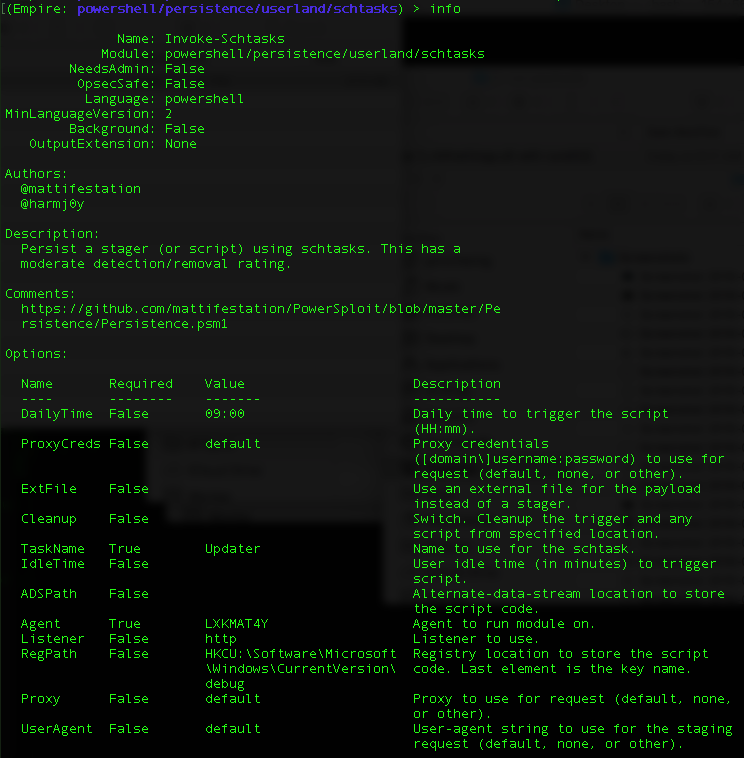 [(Empire: powershell/persistence/userland/schtasks) > info
Name: Invoke-Schtasks
Module: powershell/persistence/userland/schtasks
NeedsAdmin: False
OpsecSafe: False
Language: powershell
MinLanguageVersion: 2
Background: False
OutputExtension: None
Authors:
@mattifestation
@harmj0y
Description:
Persist a stager (or script) using schtasks. This has a
moderate detection/removal rating.
Comments:
https://github.com/mattifestation/PowerSploit/blob/master/Pe
rsistence/Persistence.psm1
Options:
Name Required Value Description
---- -------- ------- -----------
DailyTime False 09:00 Daily time to trigger the script
(HH:mm).
ProxyCreds False default Proxy credentials
([domain\]username:password) to use for
request (default, none, or other).
ExtFile False Use an external file for the payload
instead of a stager.
Cleanup False Switch. Cleanup the trigger and any
script from specified location.
TaskName True Updater Name to use for the schtask.
IdleTime False User idle time (in minutes) to trigger
script.
ADSPath False Alternate-data-stream location to store
the script code.
Agent True LXKMAT4Y Agent to run module on.
Listener False http Listener to use.
RegPath False HKCU:\Software\Microsoft Registry location to store the script
\Windows\CurrentVersion\ code. Last element is the key name.
debug
Proxy False default Proxy to use for request (default, none,
or other).
UserAgent False default User-agent string to use for the staging
request (default, none, or other).